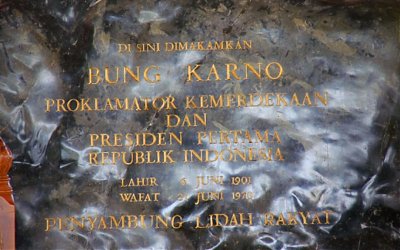 DI SINI DIMAKAMKAN
BUNG KARNO
PROKLAMATOR KEMERDEKAAN
DAN
PRESIDEN PERTAMA
REPUBLIK INDONESIA
LAHIR 6 JUNI 1901
WAFAT 21 JUNI 1970
PENYAMBUNG LIDAH RAKYAT